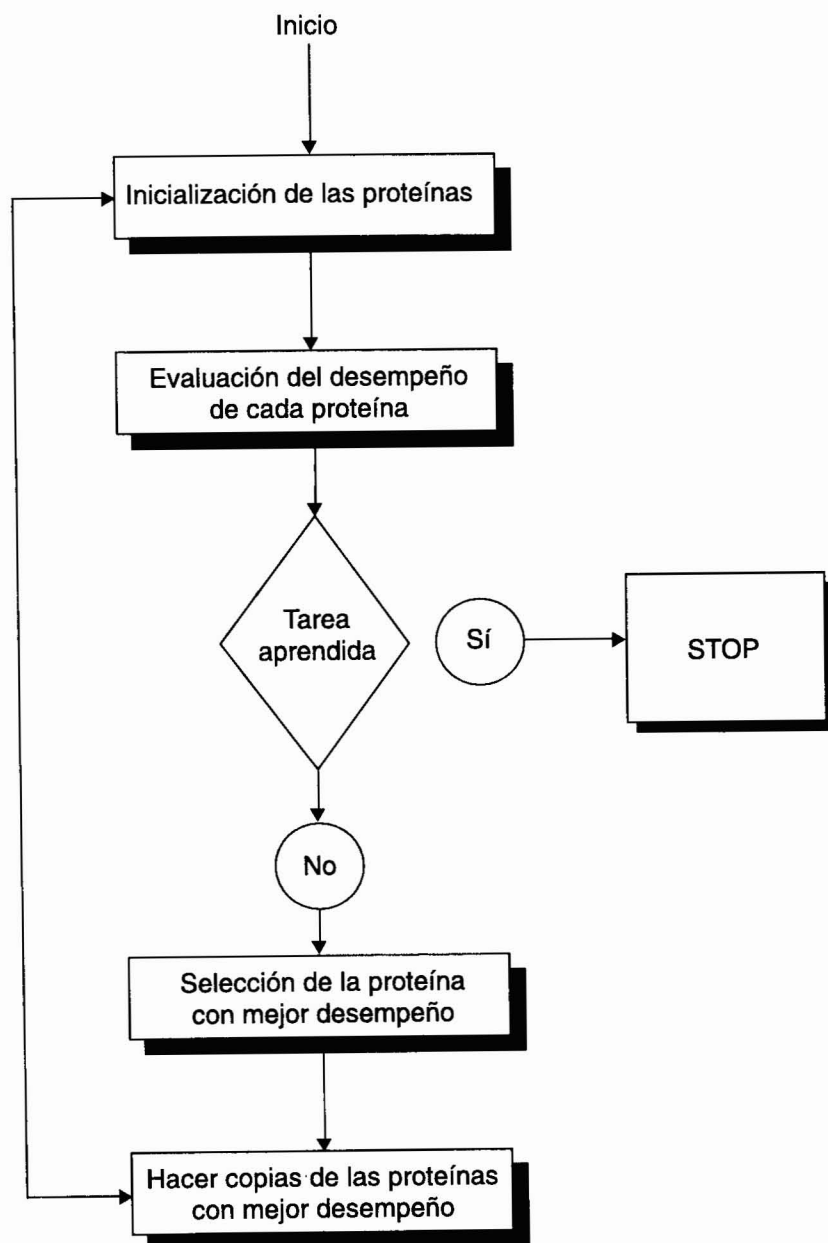 Inicio
Inicialización de las proteínas
Evaluación del desempeño
de cada proteína
Tarea
aprendida
Sí
STOP
No
Selección de la proteína
con mejor desempeño
Hacer copias de las proteínas
con mejor desempeño